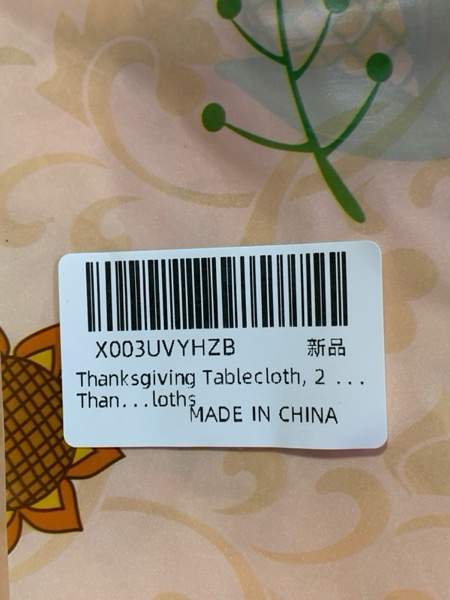 X003UVYHZB 新品
Thanksgiving Tablecloth, 2 ...
Than...loths
MADE IN CHINA